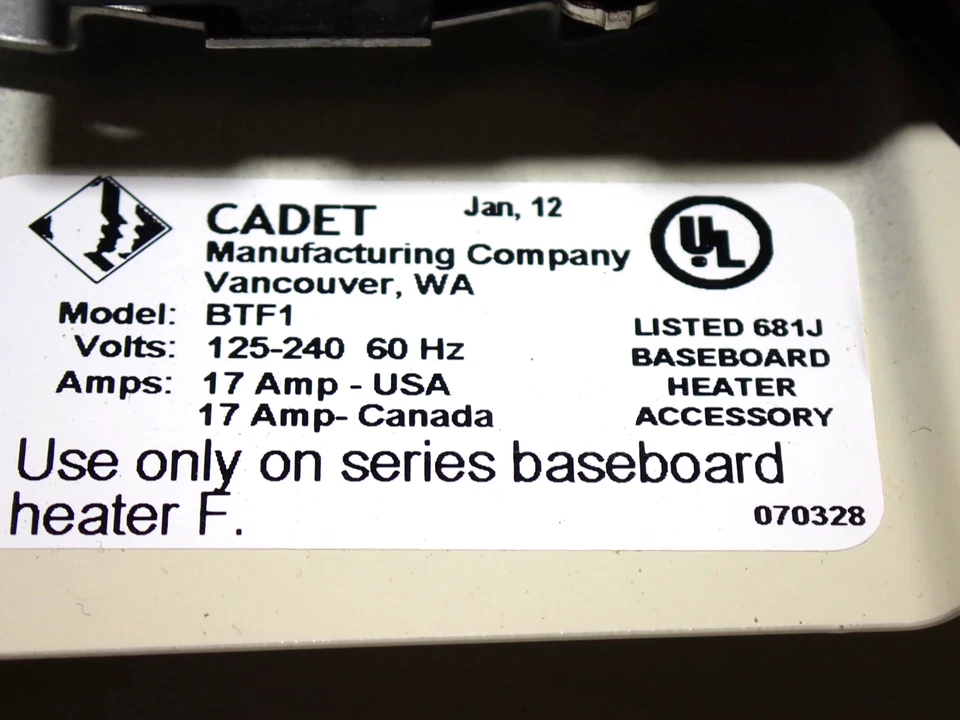 CADET
Jan, 12
Manufacturing Company
Vancouver, WA
UL
Model: BTF1
Volts: 125-240 60 Hz
Amps: 17 Amp - USA
17 Amp- Canada
LISTED 681J
BASEBOARD
HEATER
ACCESSORY
Use only on series baseboard
heater F.
070328